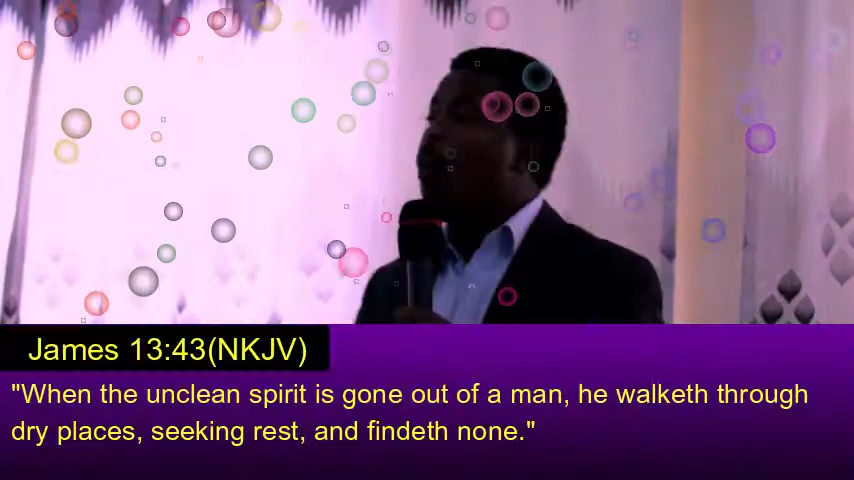 James 13:43(NKJV)
"When the unclean spirit is gone out of a man, he walketh through
dry places, seeking rest, and findeth none."